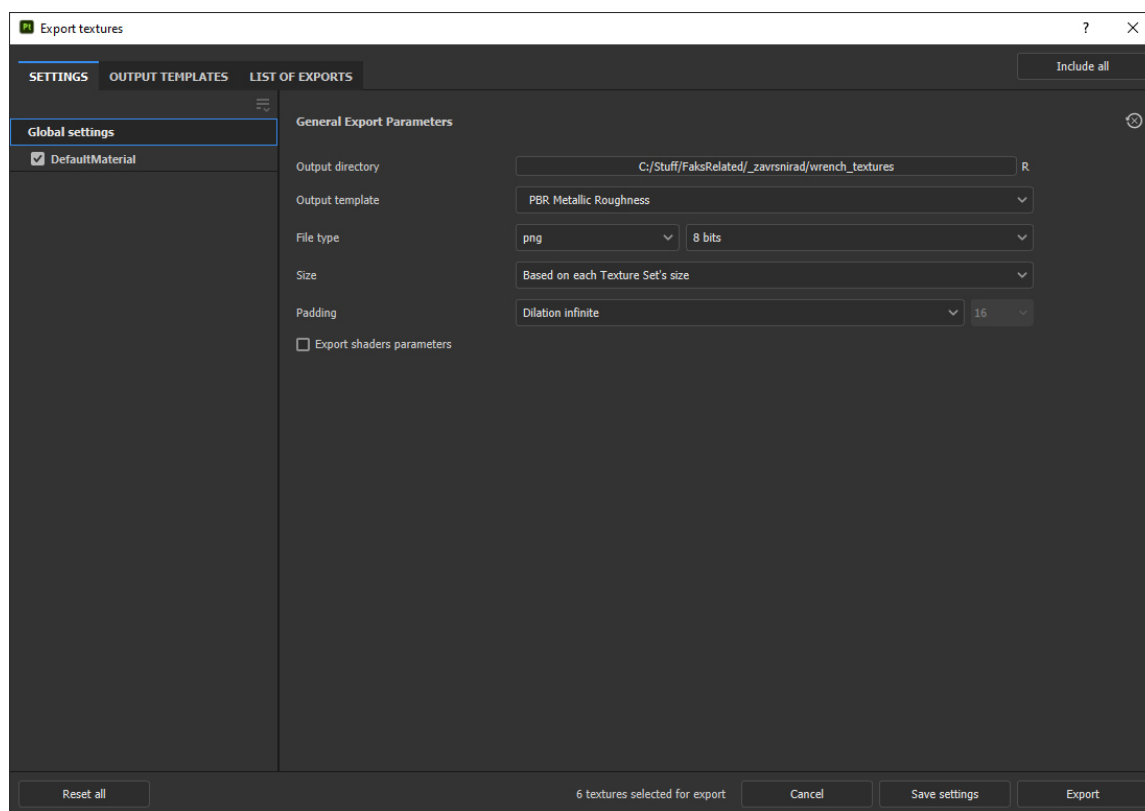 Pt Export textures ?
SETTINGS OUTPUT TEMPLATES LIST OF EXPORTS Include all
Global settings
DefaultMaterial
General Export Parameters
Output directory C:/Stuff/FaksRelated/_zavrsnirad/wrench_textures R
Output template PBR Metallic Roughness
File type png 8 bits
Size Based on each Texture Set's size
Padding Dilation infinite 16
Export shaders parameters
Reset all 6 textures selected for export Cancel Save settings Export